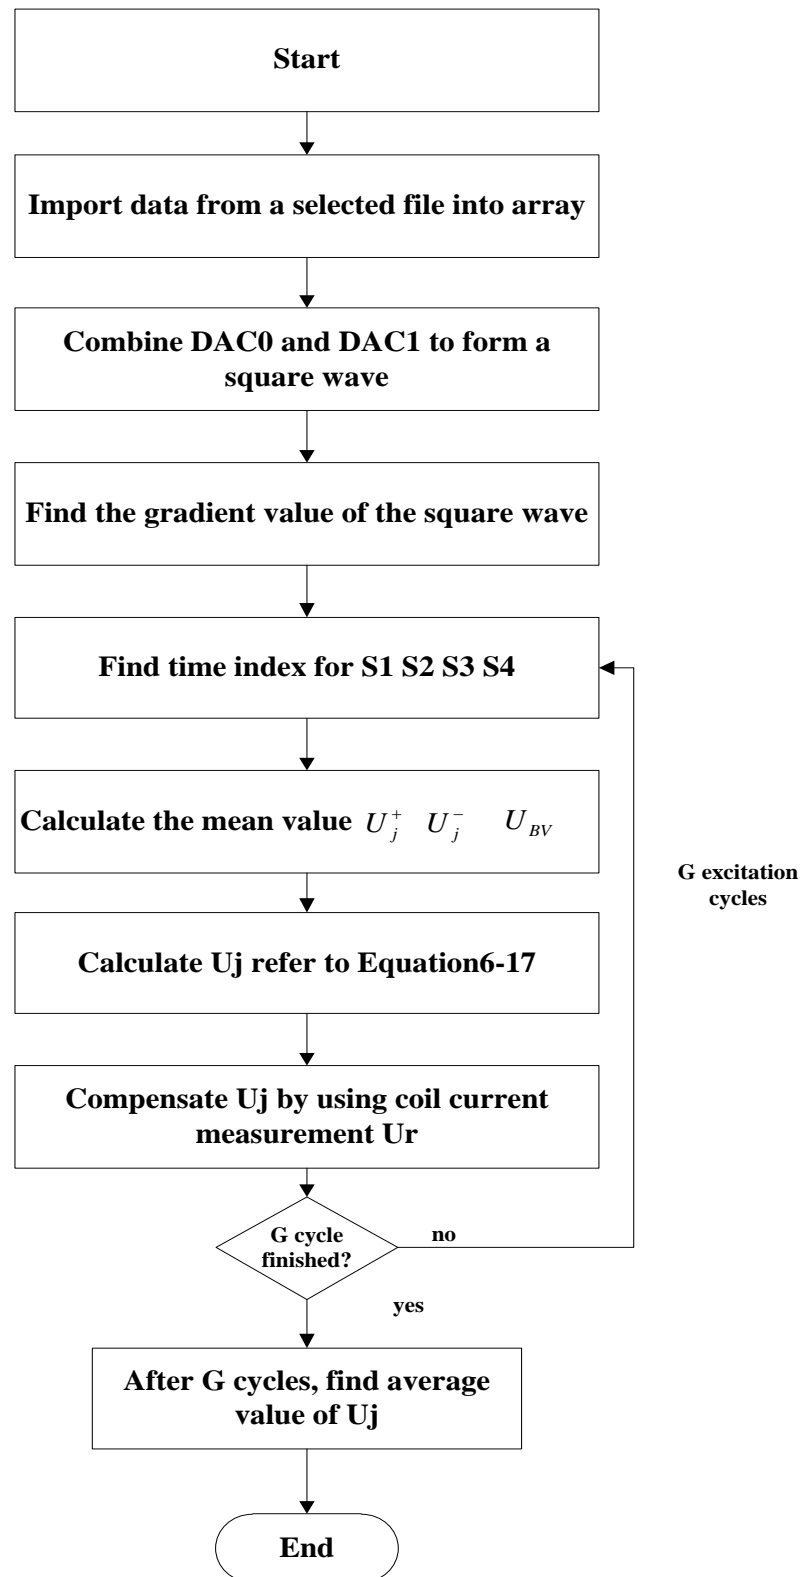 Start
Import data from a selected file into array
Combine DAC0 and DAC1 to form a
square wave
Find the gradient value of the square wave
Find time index for S1 S2 S3 S4
Calculate the mean value U_j^+ U_j^- U_BV
G excitation
cycles
Calculate Uj refer to Equation6-17
Compensate Uj by using coil current
measurement Ur
G cycle
finished?
no
yes
After G cycles, find average
value of Uj
End